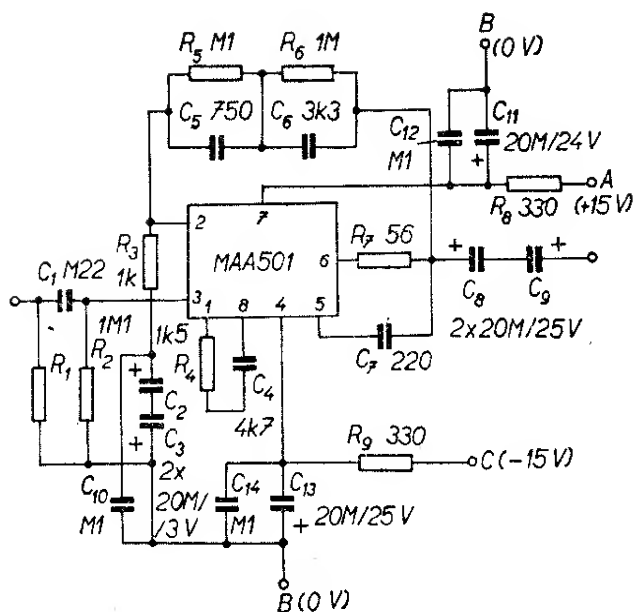 B
(0 V)
R5 M1
R6 1M
C5 750
C6 3k3
C12
M1
C11
20M/24V
+
A
R8 330
(+15V)
2
7
MAA501
6
3
1
8
4
5
R3
1k
R7 56
+
+
C8
C9
2x20M/25V
C1 M22
1M1
1k5
R1
R2
R4
C4
4k7
C7 220
+
C2
+
C3
2x
20M/
/3V
C10
M1
C14
M1
C13
20M/25V
+
R9 330
C(-15V)
B(0 V)